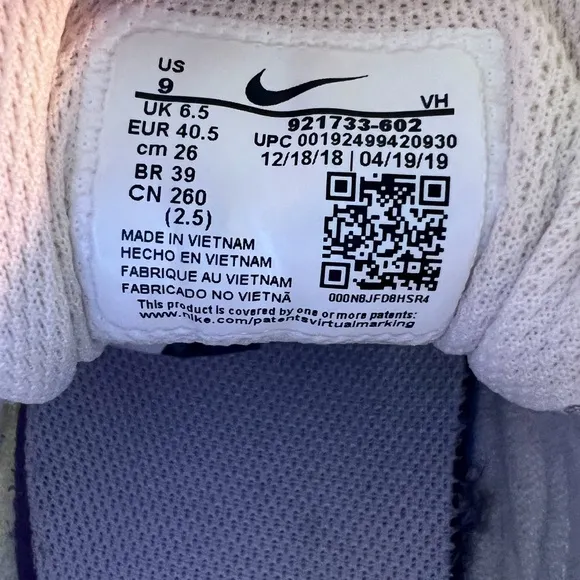 US
9
VH
UK 6.5
921733-602
EUR 40.5
UPC 00192499420930
cm 26
12/18/18 | 04/19/19
BR 39
CN 260
(2.5)
MADE IN VIETNAM
HECHO EN VIETNAM
FABRIQUE AU VIETNAM
FABRICADO NO VIETNÃ
000N6JFD8HSR4
This product is covered by one or more patents:
www.nike.com/patentsvirtualmarking